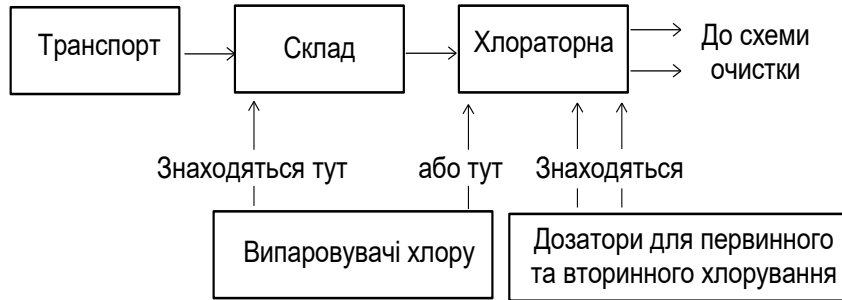 Транспорт
Склад
Хлораторна
До схеми
очистки
Знаходяться тут
або тут
Знаходяться
Випаровувачі хлору
Дозатори для первинного
та вторинного хлорування